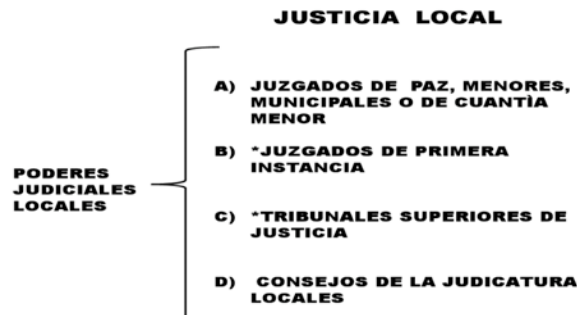 JUSTICIA LOCAL
PODERES
JUDICIALES
LOCALES
A) JUZGADOS DE PAZ, MENORES,
MUNICIPALES O DE CUANTÌA
MENOR
B) *JUZGADOS DE PRIMERA
INSTANCIA
C) *TRIBUNALES SUPERIORES DE
JUSTICIA
D) CONSEJOS DE LA JUDICATURA
LOCALES